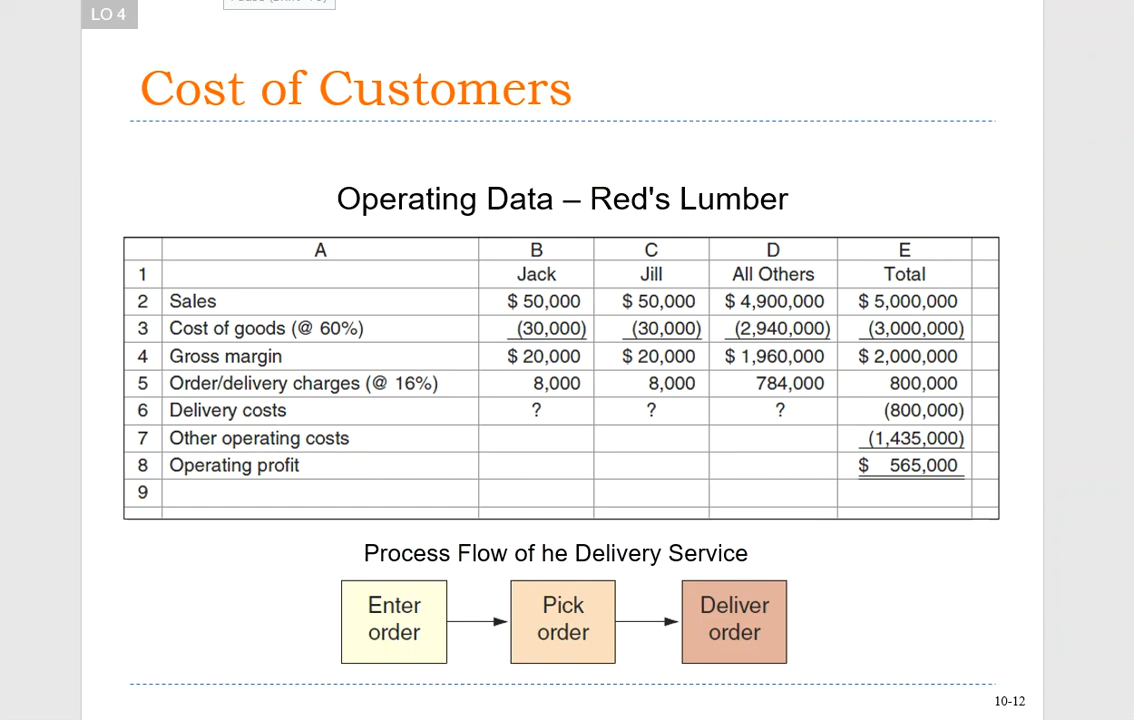 LO 4
Cost of Customers
Operating Data – Red's Lumber
A B C D E
1 Jack Jill All Others Total
2 Sales $ 50,000 $ 50,000 $ 4,900,000 $ 5,000,000
3 Cost of goods (@ 60%) (30,000) (30,000) (2,940,000) (3,000,000)
4 Gross margin $ 20,000 $ 20,000 $ 1,960,000 $ 2,000,000
5 Order/delivery charges (@ 16%) 8,000 8,000 784,000 800,000
6 Delivery costs ? ? ? (800,000)
7 Other operating costs (1,435,000)
8 Operating profit $ 565,000
9
Process Flow of he Delivery Service
Enter order
Pick order
Deliver order
10-12